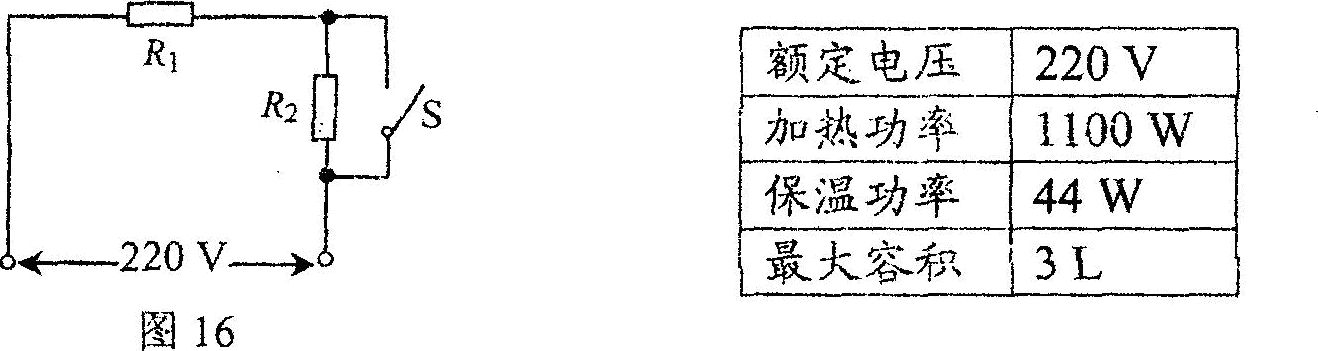 R1
R2
S
220 V
图 16
额定电压 220 V
加热功率 1100 W
保温功率 44 W
最大容积 3 L